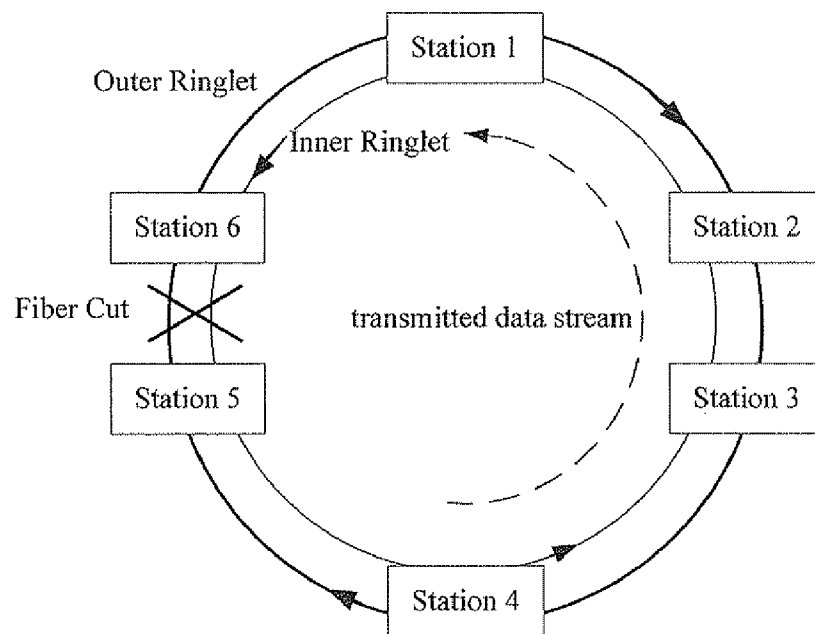 Station 1
Outer Ringlet
Inner Ringlet
Station 6
Station 2
Fiber Cut
transmitted data stream
Station 5
Station 3
Station 4